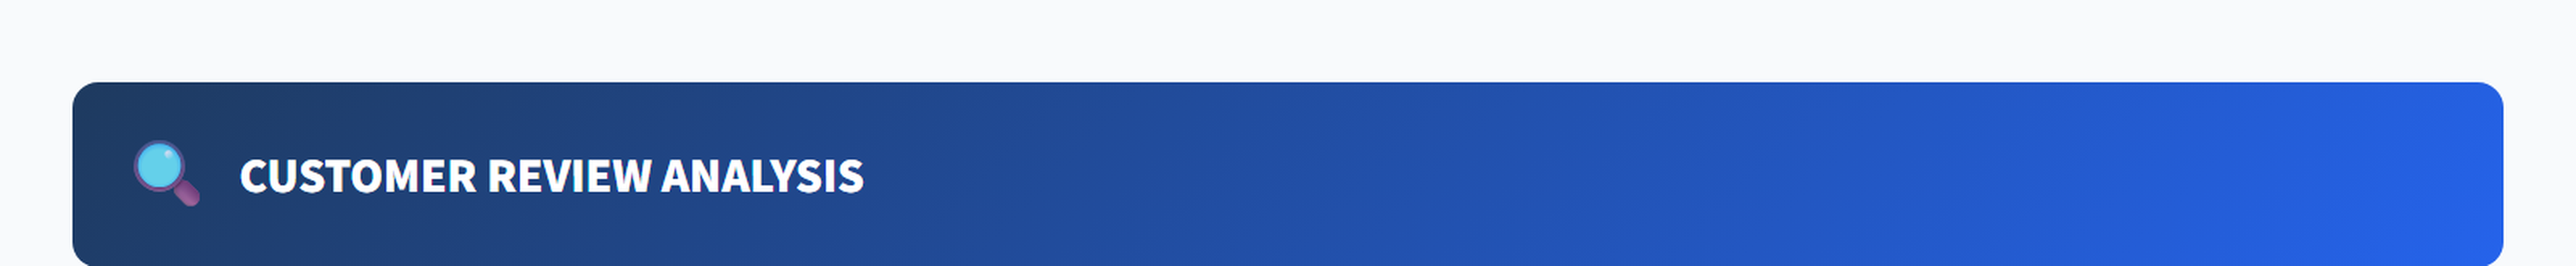 CUSTOMER REVIEW ANALYSIS